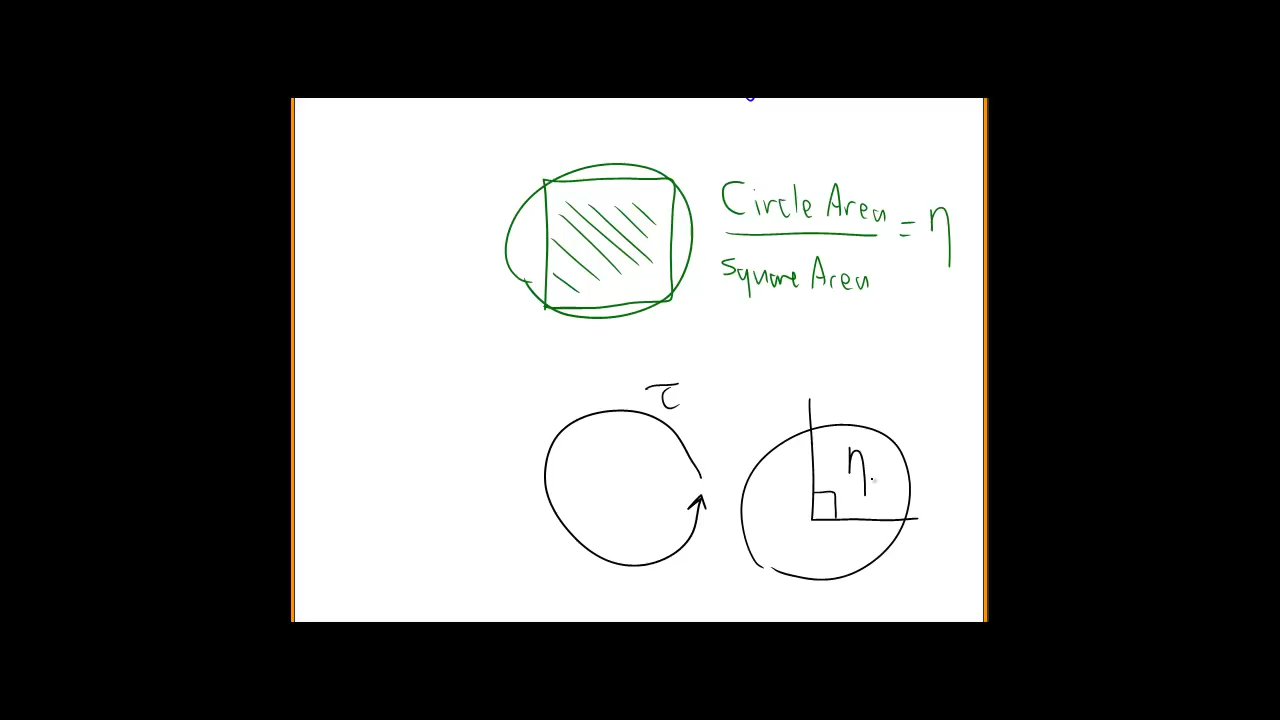 Circle Area
= η
Square Area
τ
η